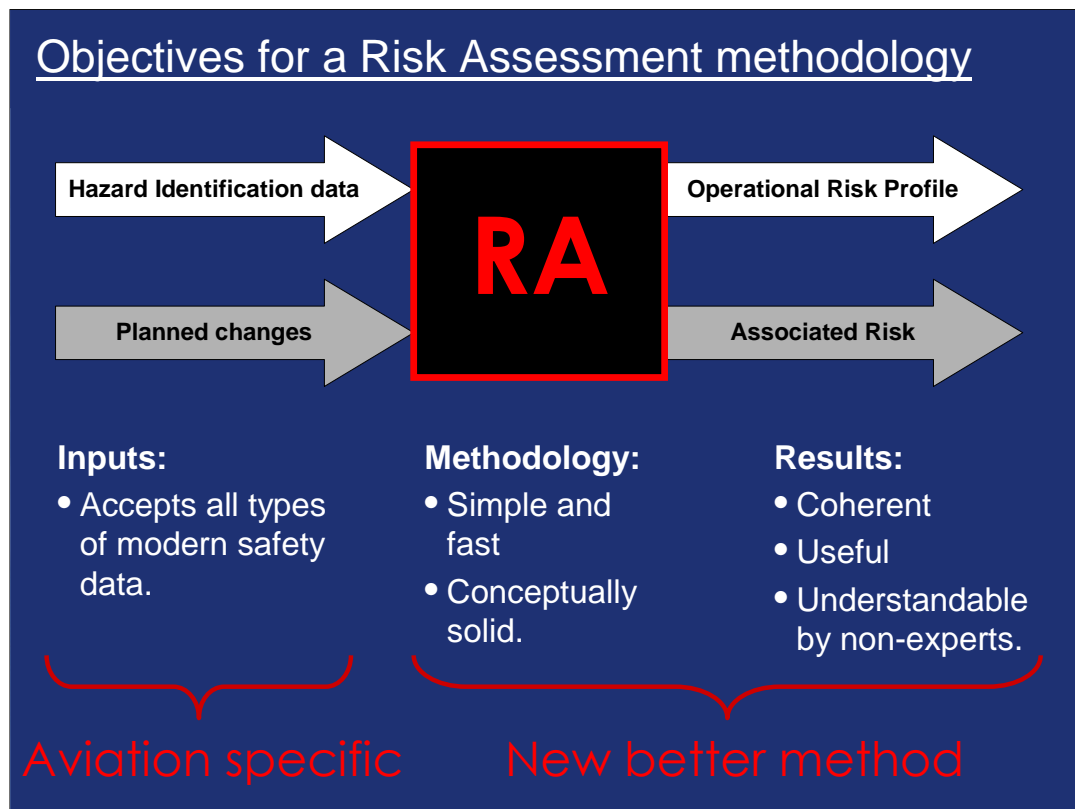 Objectives for a Risk Assessment methodology
Hazard Identification data
Operational Risk Profile
RA
Planned changes
Associated Risk
Inputs:
• Accepts all types
of modern safety
data.
Methodology:
• Simple and
fast
• Conceptually
solid.
Results:
• Coherent
• Useful
• Understandable
by non-experts.
Aviation specific
New better method